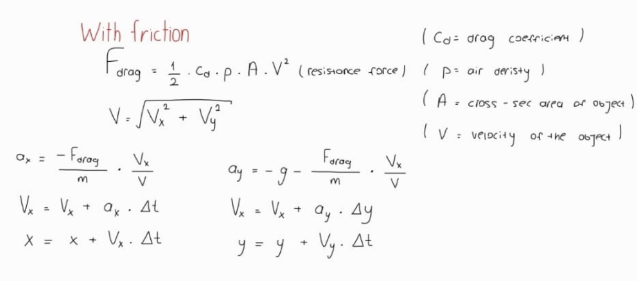 With friction
F drag = 1/2 . Cd . p . A . V² (resistance force)
V = √(Vx² + Vy²)
(Cd = drag coefficient)
(p = air deristy)
(A = cross-sec area of object)
(V = velocity of the object)
ax = -Fdrag/m . Vx/V
Vx = Vx + ax . Δt
x = x + Vx . Δt
ay = -g - Fdrag/m . Vx/V
Vx = Vx + ay . Δy
y = y + Vy . Δt